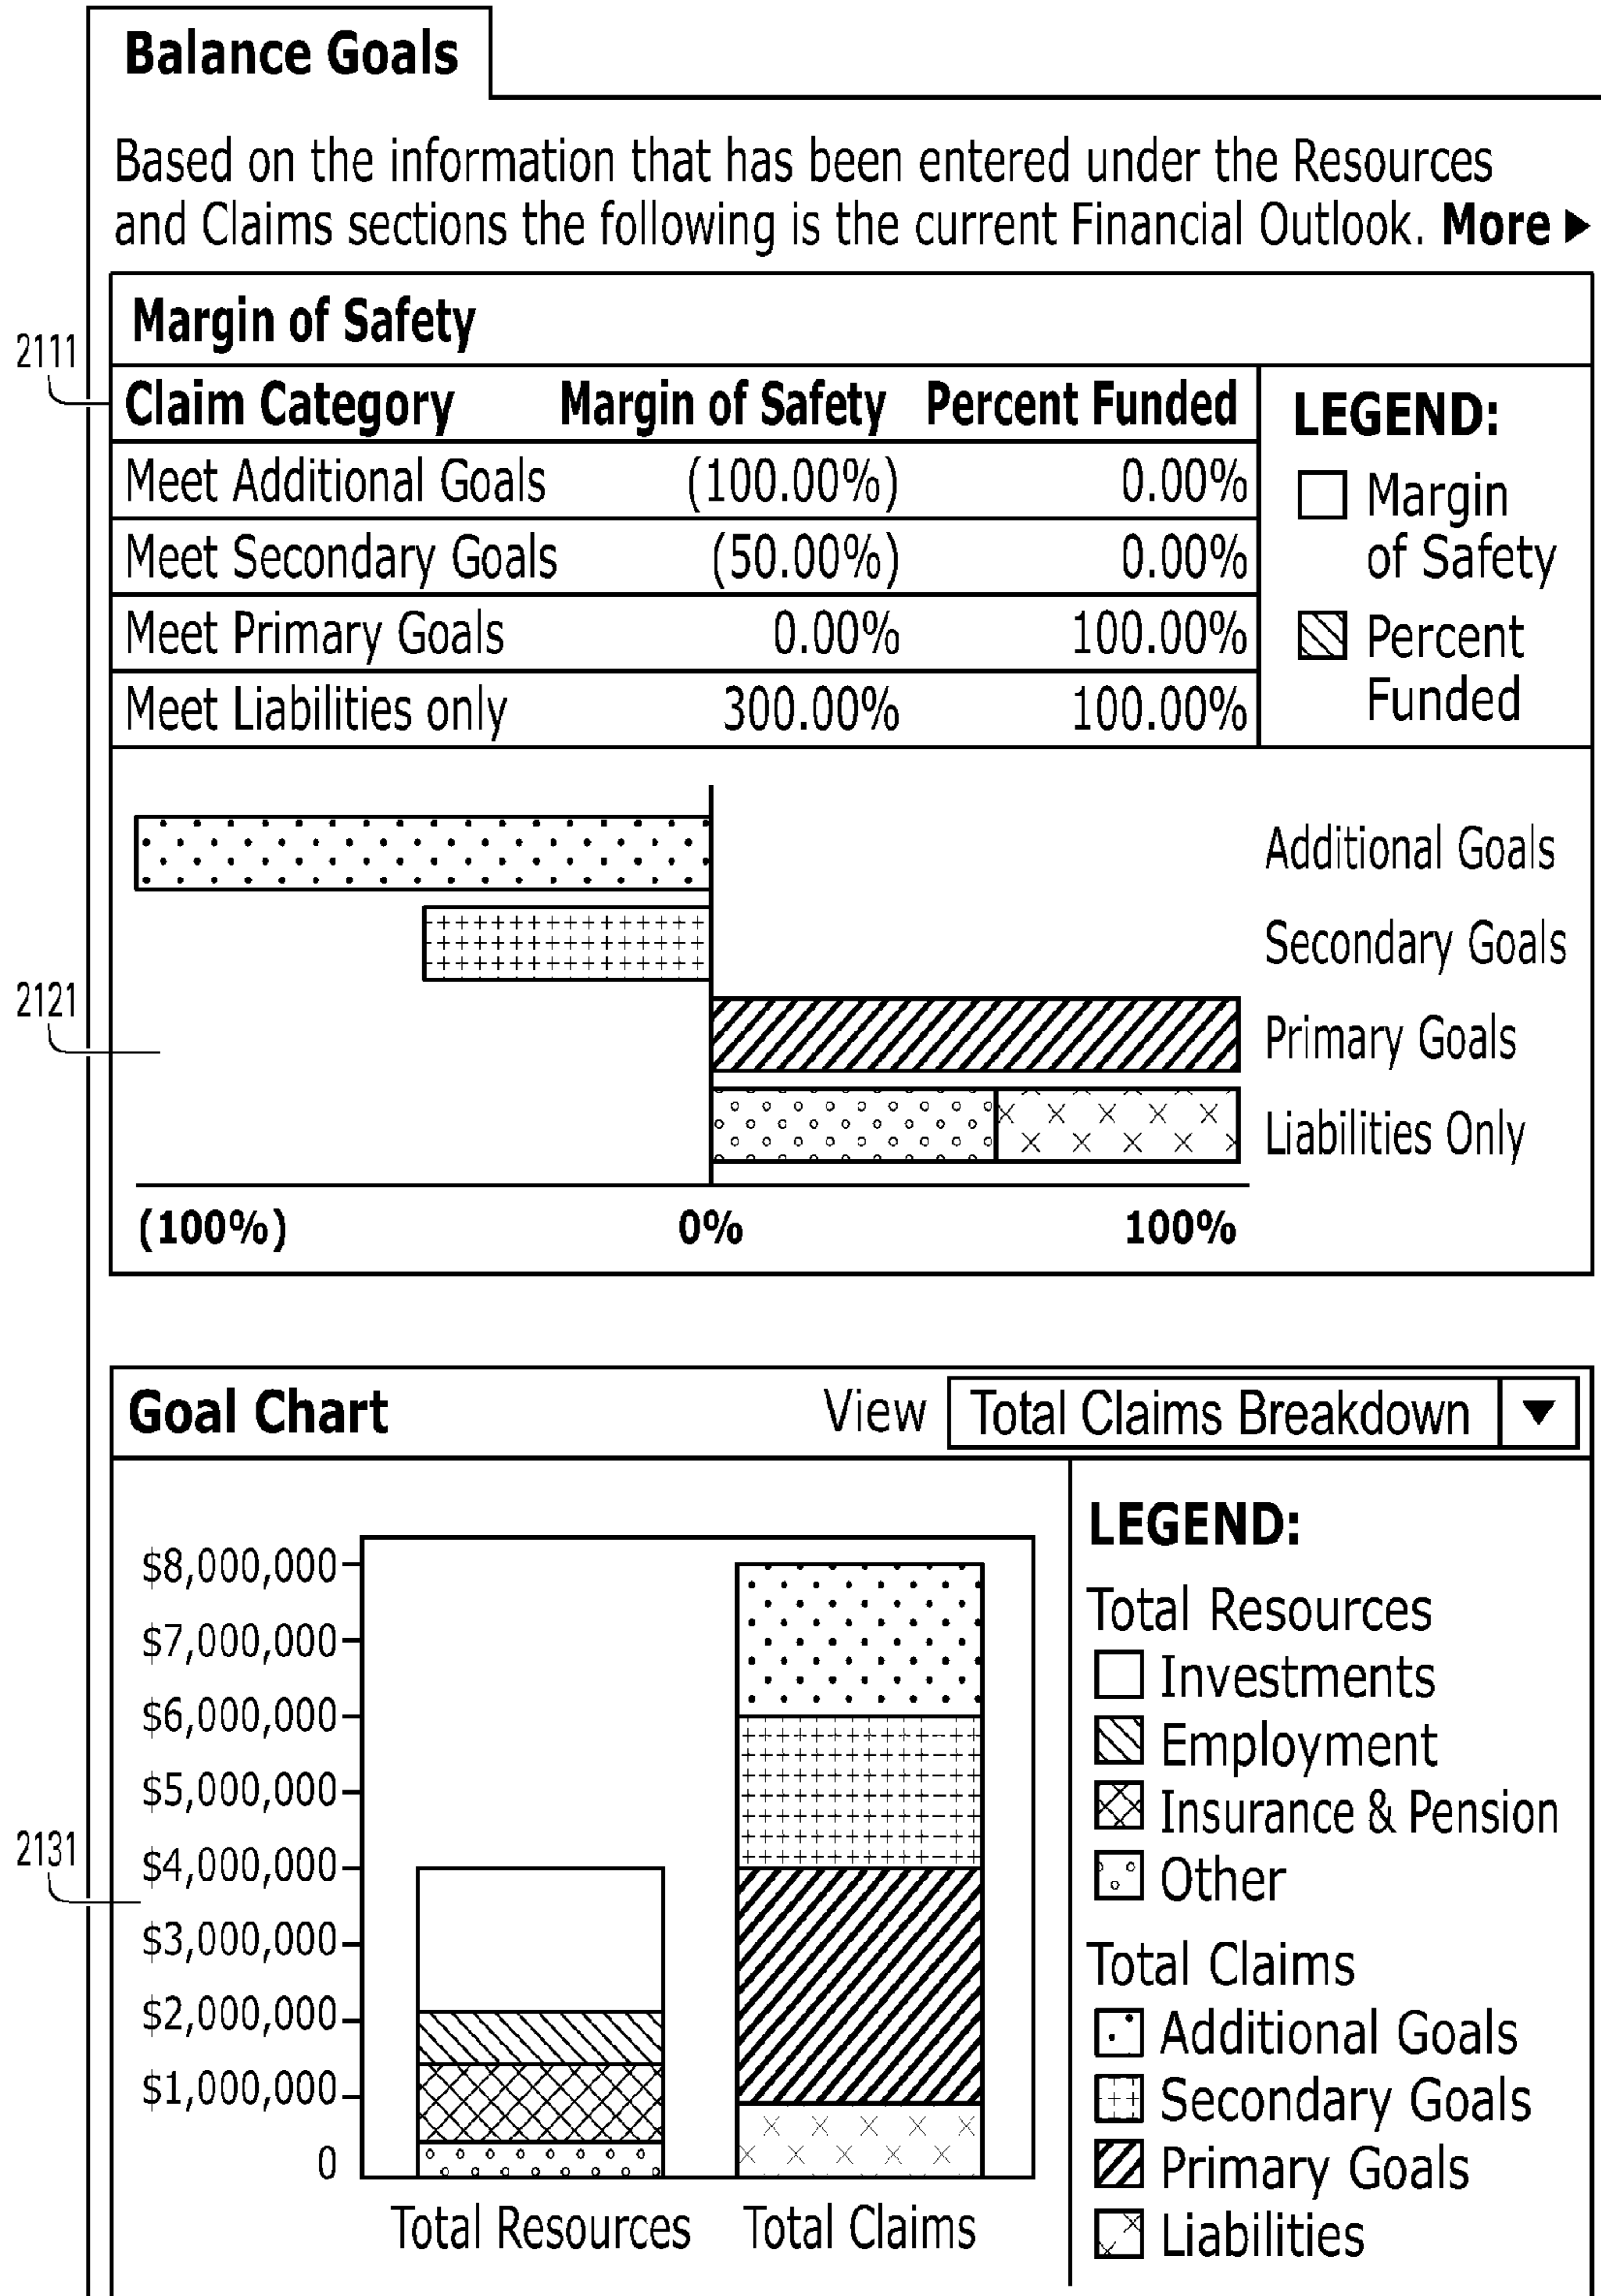 Balance Goals
Based on the information that has been entered under the Resources
and Claims sections the following is the current Financial Outlook. More ▶
Margin of Safety
2111
Claim Category Margin of Safety Percent Funded
Meet Additional Goals (100.00%) 0.00%
Meet Secondary Goals (50.00%) 0.00%
Meet Primary Goals 0.00% 100.00%
Meet Liabilities only 300.00% 100.00%
LEGEND:
Margin
of Safety
Percent
Funded
Additional Goals
Secondary Goals
2121
Primary Goals
Liabilities Only
(100%) 0% 100%
Goal Chart View Total Claims Breakdown ▼
$8,000,000
$7,000,000
$6,000,000
$5,000,000
2131
$4,000,000
$3,000,000
$2,000,000
$1,000,000
0
Total Resources Total Claims
LEGEND:
Total Resources
Investments
Employment
Insurance & Pension
Other
Total Claims
Additional Goals
Secondary Goals
Primary Goals
Liabilities